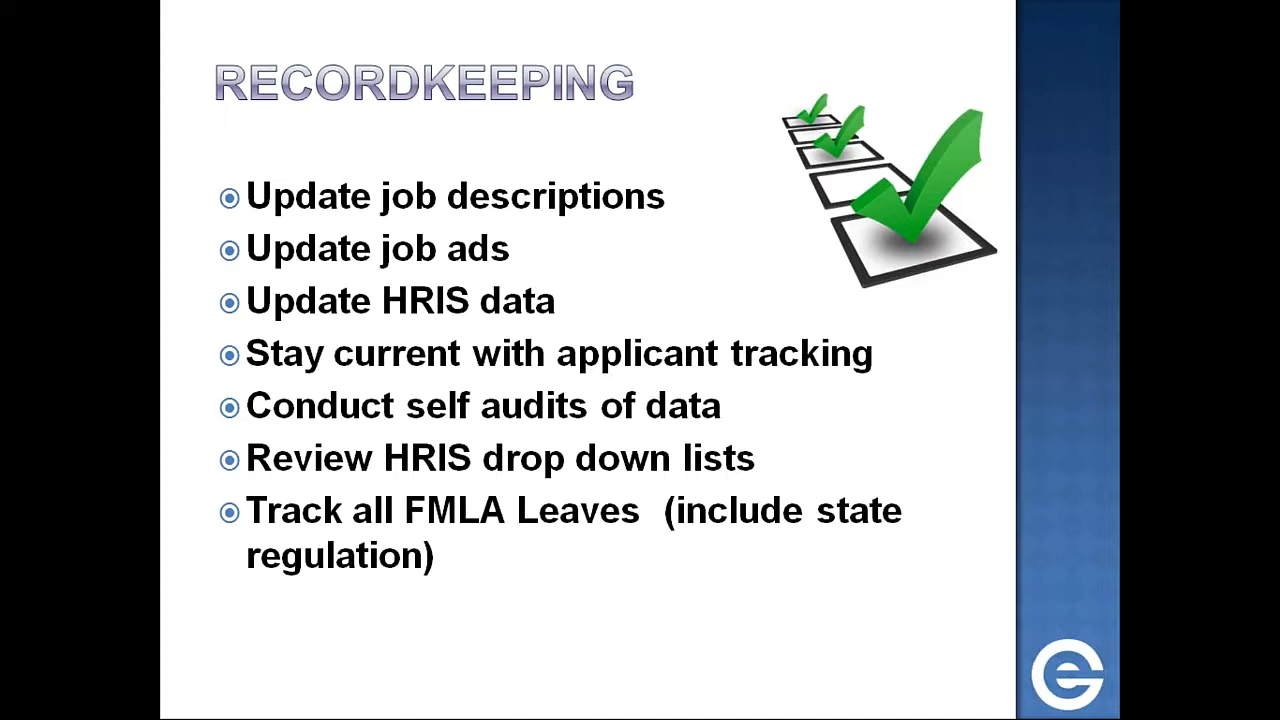 RECORDKEEPING
Update job descriptions
Update job ads
Update HRIS data
Stay current with applicant tracking
Conduct self audits of data
Review HRIS drop down lists
Track all FMLA Leaves (include state
regulation)